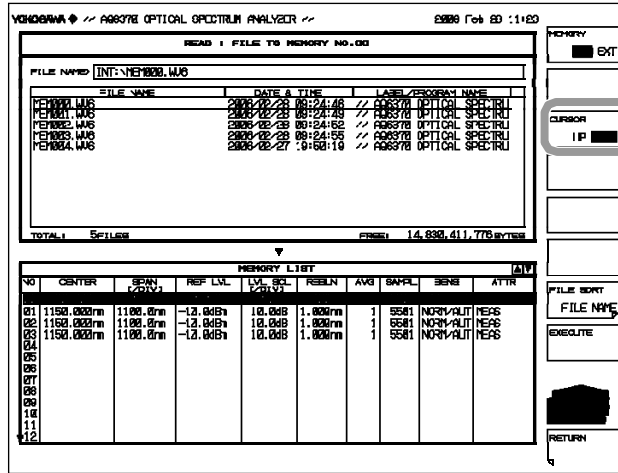 YOKOGAWA ◆ // AQ6370 OPTICAL SPECTRUM ANALYZER //
READ : FILE TO MEMORY NO.00
FILE NAME> INT:\MEM000.WV6
FILE NAME DATE & TIME LABEL/PROGRAM NAME
MEM000.WV6 2006/02/28 09:24:46 // AQ6370 OPTICAL SPECTRU
MEM001.WV6 2006/02/28 09:24:49 // AQ6370 OPTICAL SPECTRU
MEM002.WV6 2006/02/28 09:24:52 // AQ6370 OPTICAL SPECTRU
MEM003.WV6 2006/02/28 09:24:55 // AQ6370 OPTICAL SPECTRU
MEM004.WV6 2006/02/27 19:50:19 // AQ6370 OPTICAL SPECTRU
TOTAL: 5FILES FREE: 14,830,411,776 BYTES
MEMORY LIST
NO CENTER SPAN [/DIV] REF LVL LVL SCL [/DIV] RESLN AVG SAMPL SENS ATTR
01 1150.000nm 1100.0nm -10.0dBm 10.0dB 1.000nm 1 5501 NORM/AUT MEAS
02 1150.000nm 1100.0nm -10.0dBm 10.0dB 1.000nm 1 5501 NORM/AUT MEAS
03 1150.000nm 1100.0nm -10.0dBm 10.0dB 1.000nm 1 5501 NORM/AUT MEAS
04
05
06
07
08
09
10
11
12
MEMORY
EXT
CURSOR
UP
FILE SORT
FILE NAME
EXECUTE
RETURN